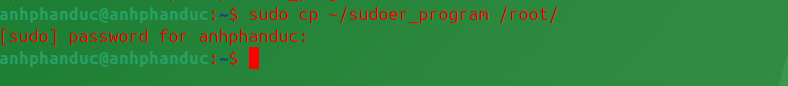 anhphanduc@anhphanduc:~$ sudo cp ~/sudoer_program /root/
[sudo] password for anhphanduc:
anhphanduc@anhphanduc:~$